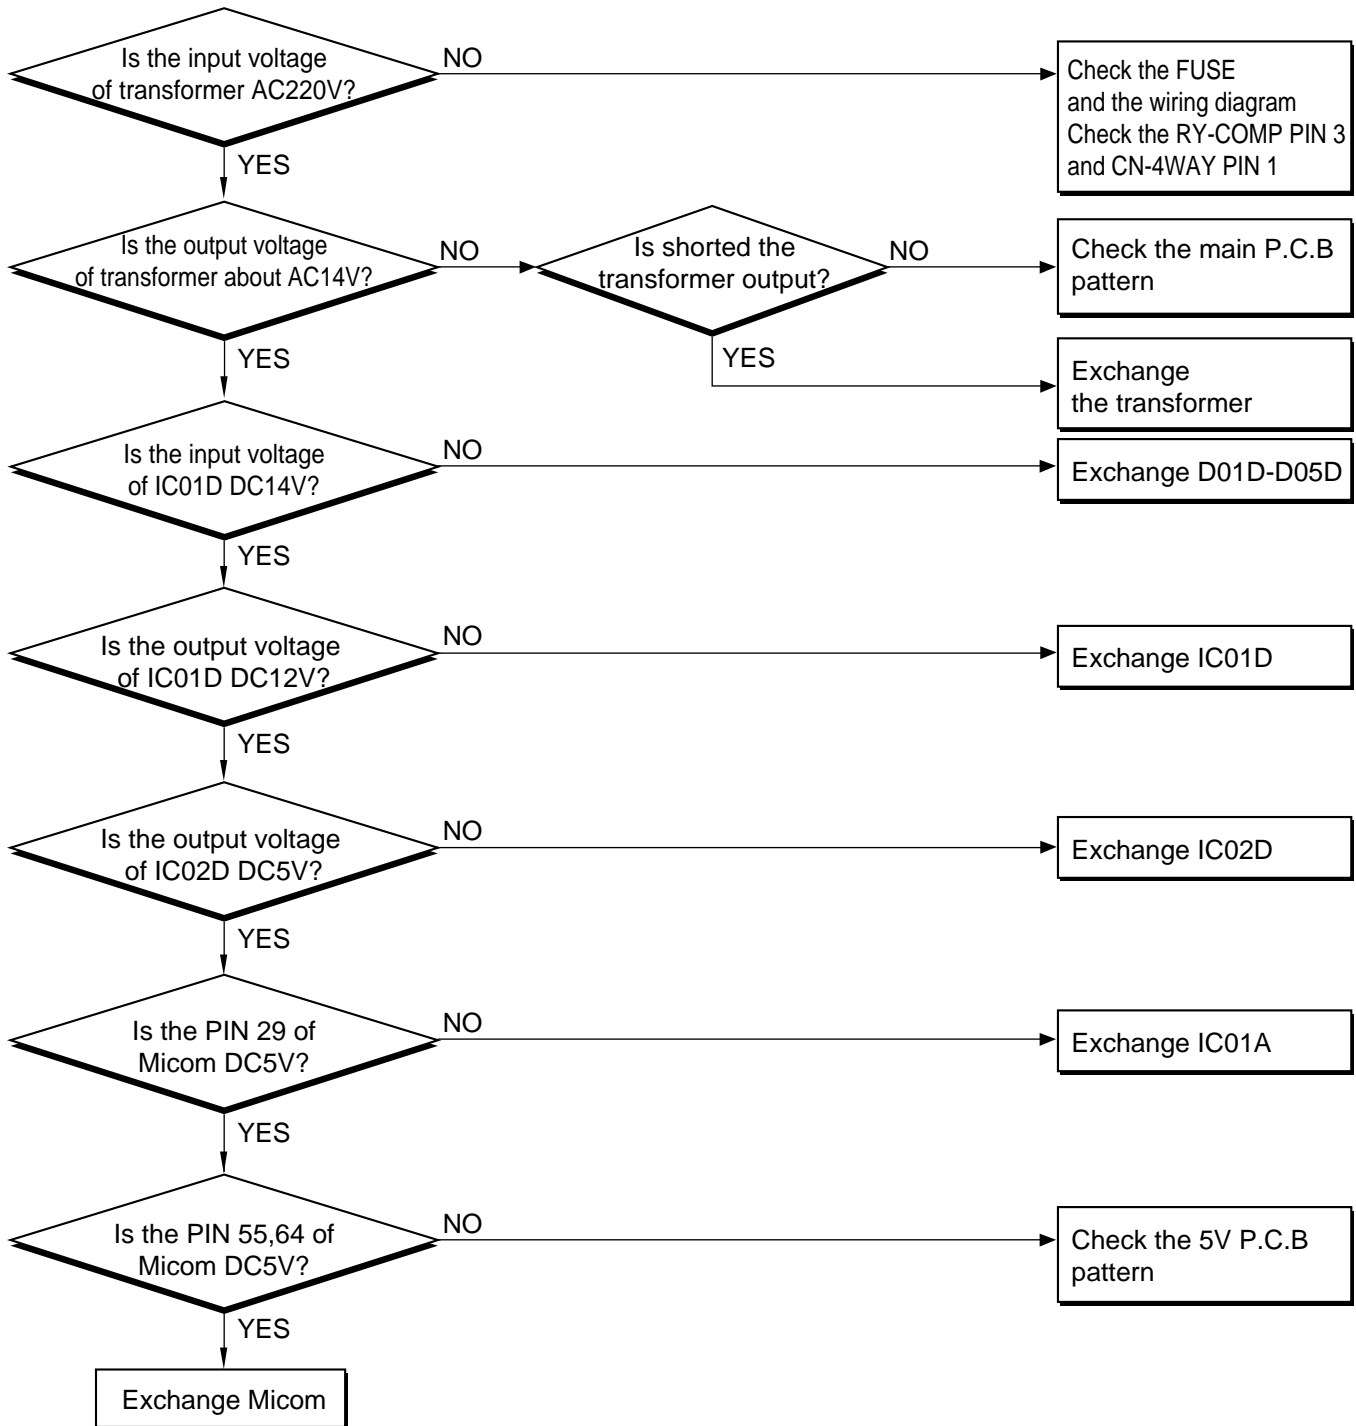 Is the input voltage
of transformer AC220V?
NO
Check the FUSE
and the wiring diagram
Check the RY-COMP PIN 3
and CN-4WAY PIN 1
YES
Is the output voltage
of transformer about AC14V?
NO
Is shorted the
transformer output?
NO
Check the main P.C.B
pattern
YES
YES
Exchange
the transformer
Is the input voltage
of IC01D DC14V?
NO
Exchange D01D-D05D
YES
Is the output voltage
of IC01D DC12V?
NO
Exchange IC01D
YES
Is the output voltage
of IC02D DC5V?
NO
Exchange IC02D
YES
Is the PIN 29 of
Micom DC5V?
NO
Exchange IC01A
YES
Is the PIN 55,64 of
Micom DC5V?
NO
Check the 5V P.C.B
pattern
YES
Exchange Micom